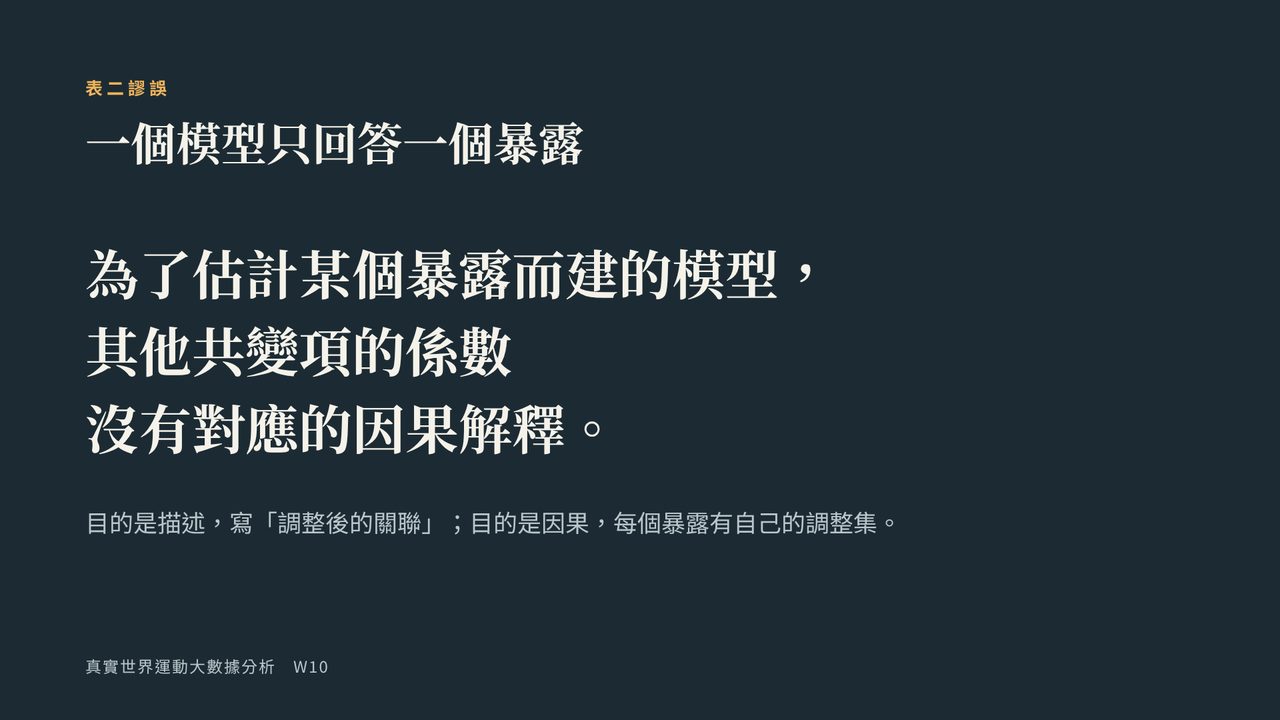 表二謬誤
一個模型只回答一個暴露
為了估計某個暴露而建的模型，
其他共變項的係數
沒有對應的因果解釋。
目的是描述，寫「調整後的關聯」；目的是因果，每個暴露有自己的調整集。
真實世界運動大數據分析　W10